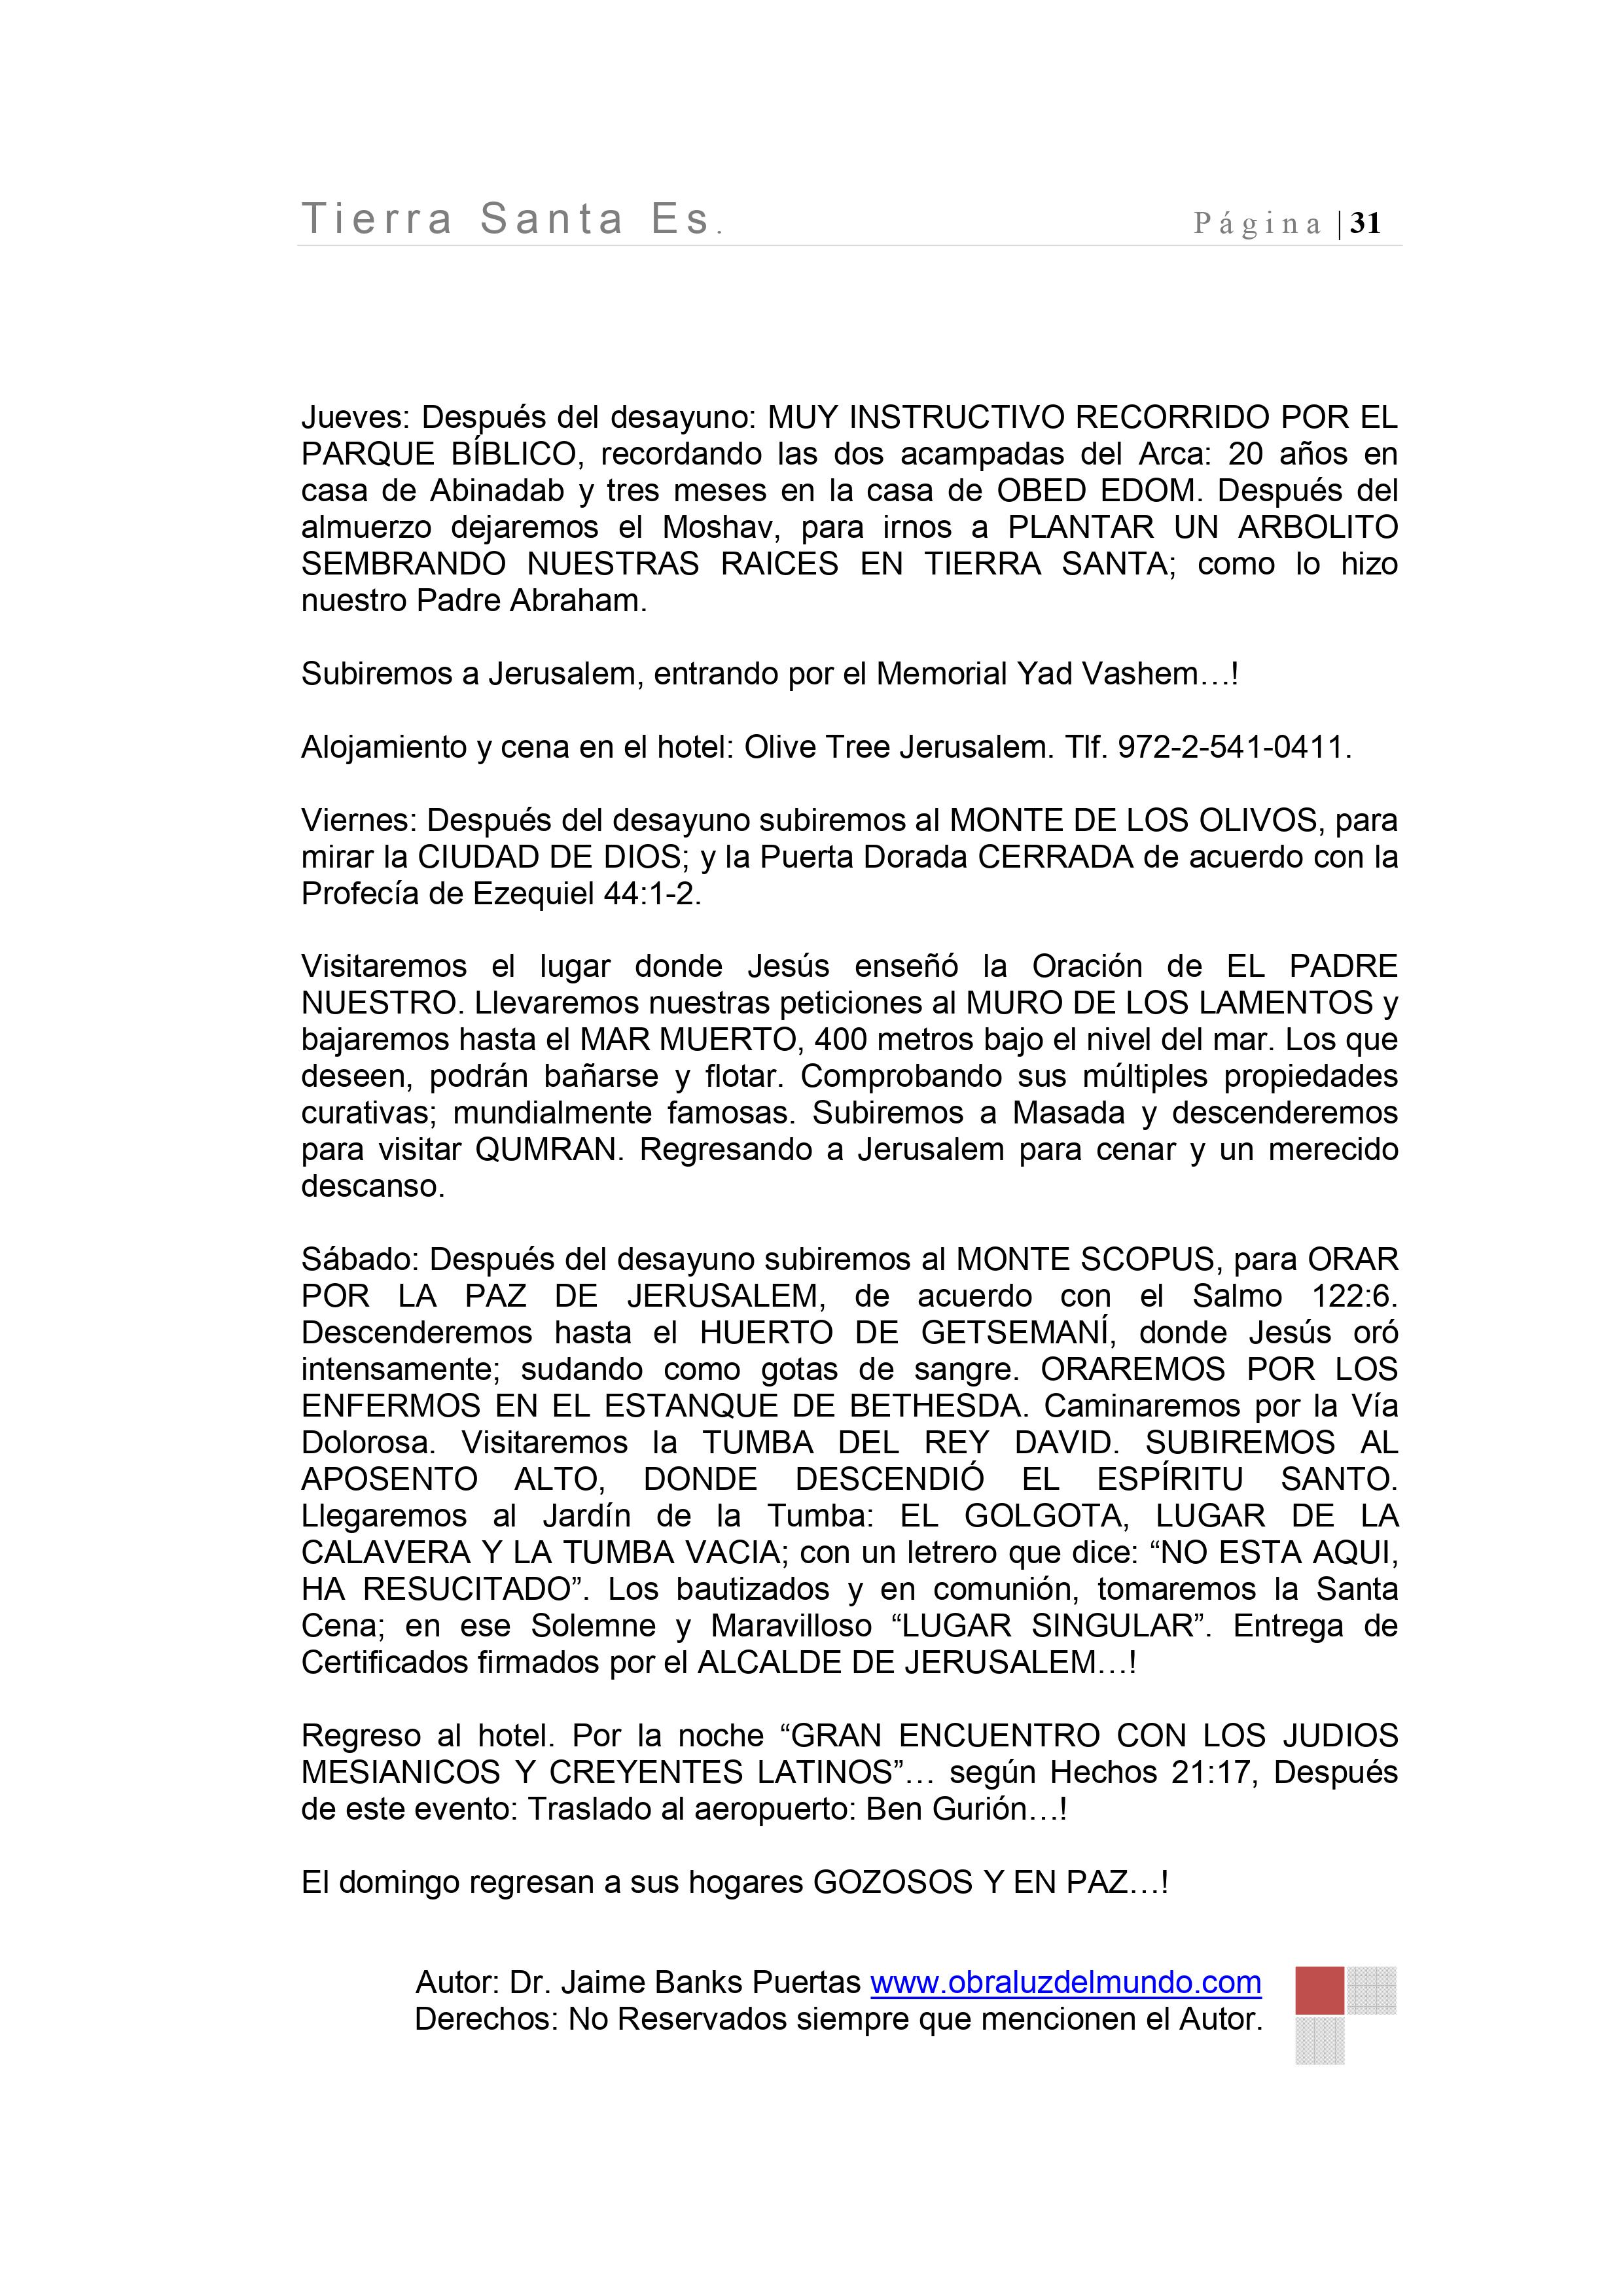 Tierra Santa Es. Página | 31
Jueves: Después del desayuno: MUY INSTRUCTIVO RECORRIDO POR EL
PARQUE BÍBLICO, recordando las dos acampadas del Arca: 20 años en
casa de Abinadab y tres meses en la casa de OBED EDOM. Después del
almuerzo dejaremos el Moshav, para irnos a PLANTAR UN ARBOLITO
SEMBRANDO NUESTRAS RAICES EN TIERRA SANTA; como lo hizo
nuestro Padre Abraham.
Subiremos a Jerusalem, entrando por el Memorial Yad Vashem…!
Alojamiento y cena en el hotel: Olive Tree Jerusalem. Tlf. 972-2-541-0411.
Viernes: Después del desayuno subiremos al MONTE DE LOS OLIVOS, para
mirar la CIUDAD DE DIOS; y la Puerta Dorada CERRADA de acuerdo con la
Profecía de Ezequiel 44:1-2.
Visitaremos el lugar donde Jesús enseñó la Oración de EL PADRE
NUESTRO. Llevaremos nuestras peticiones al MURO DE LOS LAMENTOS y
bajaremos hasta el MAR MUERTO, 400 metros bajo el nivel del mar. Los que
deseen, podrán bañarse y flotar. Comprobando sus múltiples propiedades
curativas; mundialmente famosas. Subiremos a Masada y descenderemos
para visitar QUMRAN. Regresando a Jerusalem para cenar y un merecido
descanso.
Sábado: Después del desayuno subiremos al MONTE SCOPUS, para ORAR
POR LA PAZ DE JERUSALEM, de acuerdo con el Salmo 122:6.
Descenderemos hasta el HUERTO DE GETSEMANÍ, donde Jesús oró
intensamente; sudando como gotas de sangre. ORAREMOS POR LOS
ENFERMOS EN EL ESTANQUE DE BETHESDA. Caminaremos por la Vía
Dolorosa. Visitaremos la TUMBA DEL REY DAVID. SUBIREMOS AL
APOSENTO ALTO, DONDE DESCENDIÓ EL ESPÍRITU SANTO.
Llegaremos al Jardín de la Tumba: EL GOLGOTA, LUGAR DE LA
CALAVERA Y LA TUMBA VACIA; con un letrero que dice: “NO ESTA AQUI,
HA RESUCITADO”. Los bautizados y en comunión, tomaremos la Santa
Cena; en ese Solemne y Maravilloso “LUGAR SINGULAR”. Entrega de
Certificados firmados por el ALCALDE DE JERUSALEM…!
Regreso al hotel. Por la noche “GRAN ENCUENTRO CON LOS JUDIOS
MESIANICOS Y CREYENTES LATINOS”… según Hechos 21:17, Después
de este evento: Traslado al aeropuerto: Ben Gurión…!
El domingo regresan a sus hogares GOZOSOS Y EN PAZ…!
Autor: Dr. Jaime Banks Puertas www.obraluzdelmundo.com
Derechos: No Reservados siempre que mencionen el Autor.